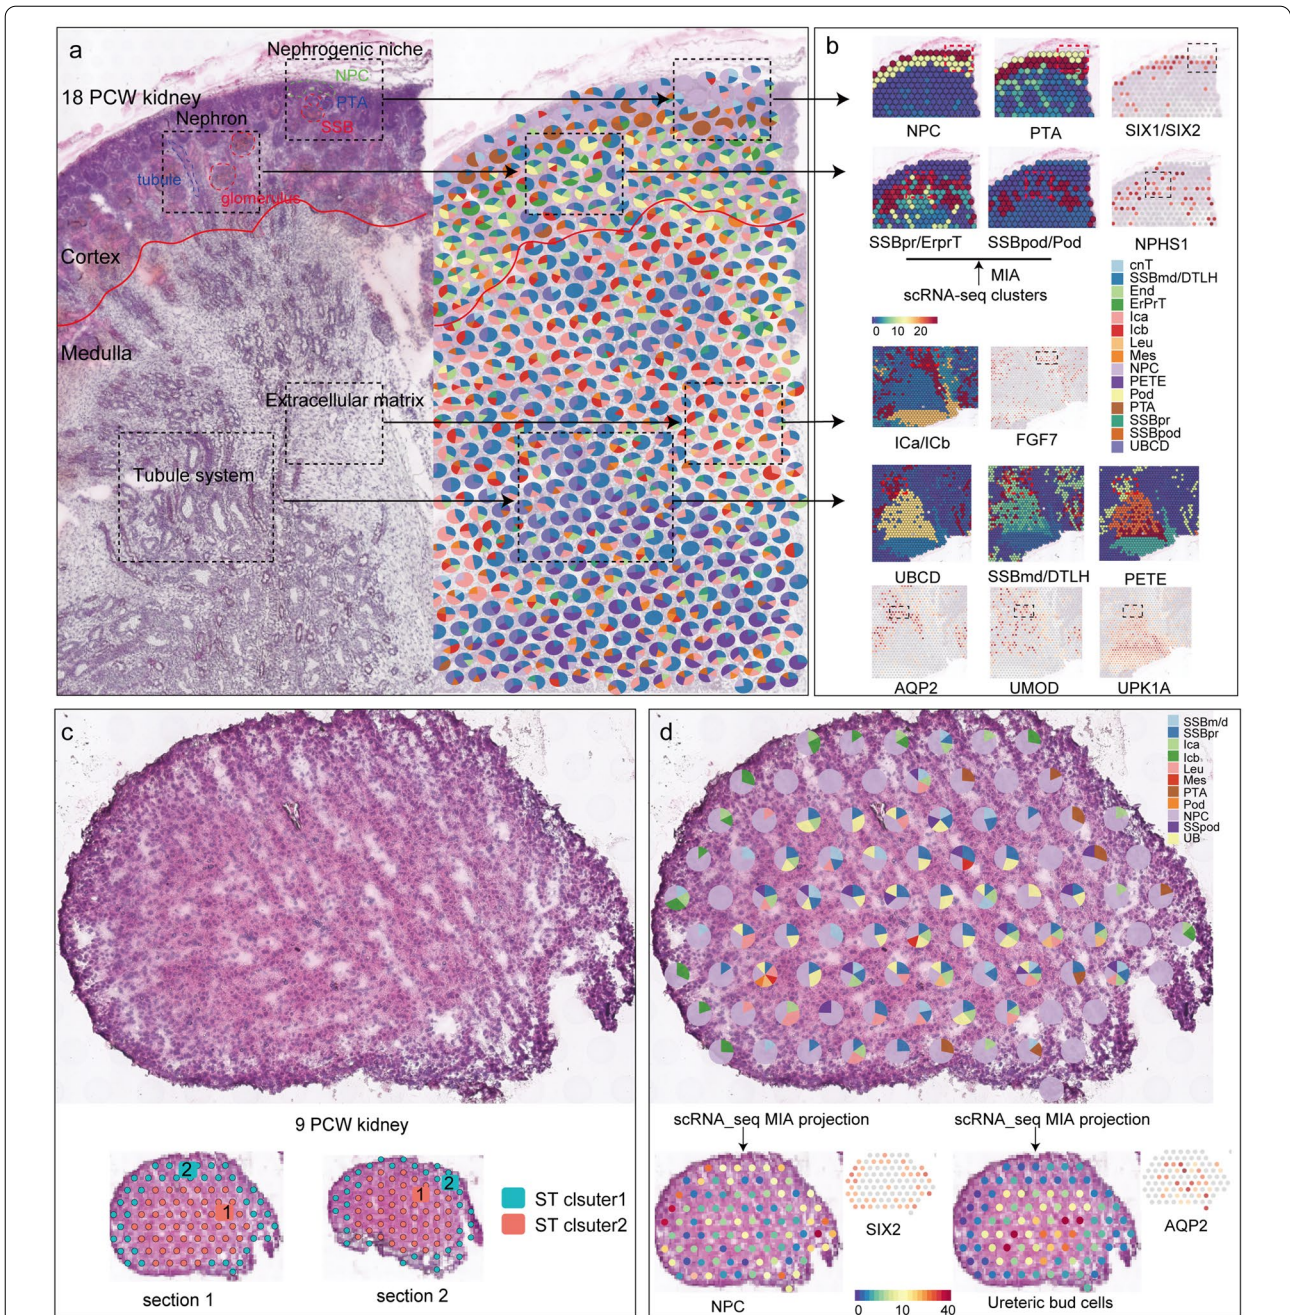 a
Nephrogenic niche
NPC
18 PCW kidney
PTA
Nephron
SSB
tubule
glomerulus
Cortex
Medulla
Extracellular matrix
Tubule system
b
NPC PTA SIX1/SIX2
SSBpr/ErprT SSBpod/Pod NPHS1
MIA
scRNA-seq clusters
0 10 20
cnT
SSBmd/DTLH
End
ErPrT
Ica
Icb
Leu
Mes
NPC
PETE
Pod
PTA
SSBpr
SSBpod
UBCD
ICa/ICb FGF7
UBCD SSBmd/DTLH PETE
AQP2 UMOD UPK1A
c
9 PCW kidney
2
1
2
1
ST clsuter1
ST clsuter2
section 1 section 2
d
SSBm/d
SSBpr
Ica
Icb
Leu
Mes
PTA
Pod
NPC
SSpod
UB
scRNA_seq MIA projection scRNA_seq MIA projection
SIX2
AQP2
0 10 40
NPC
Ureteric bud cells